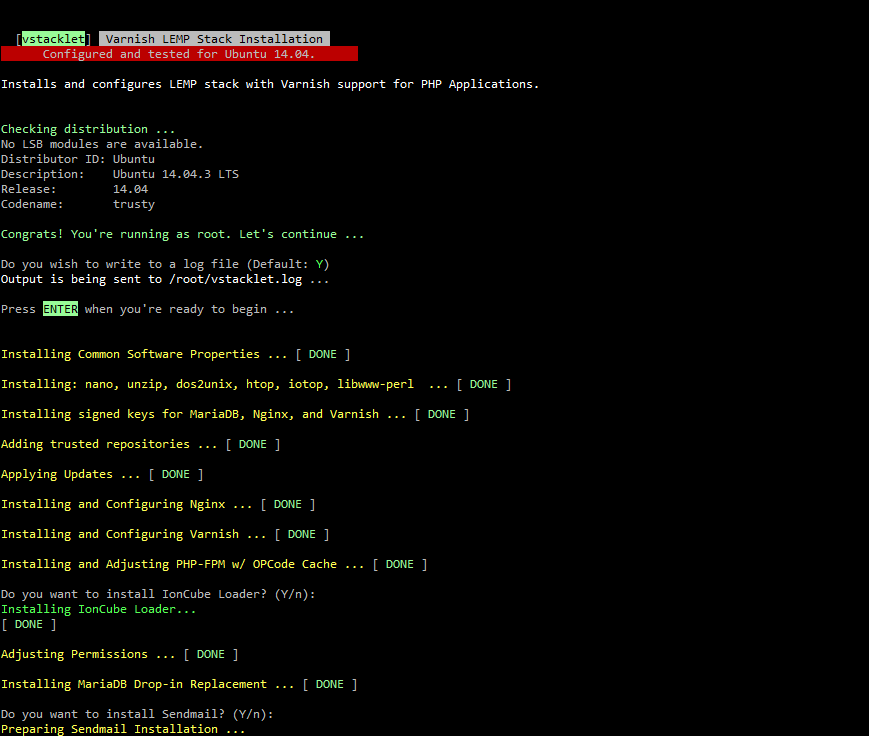 [vstacklet]  Varnish LEMP Stack Installation
Configured and tested for Ubuntu 14.04.
Installs and configures LEMP stack with Varnish support for PHP Applications.
Checking distribution ...
No LSB modules are available.
Distributor ID: Ubuntu
Description:    Ubuntu 14.04.3 LTS
Release:        14.04
Codename:       trusty
Congrats! You're running as root. Let's continue ...
Do you wish to write to a log file (Default: Y)
Output is being sent to /root/vstacklet.log ...
Press ENTER when you're ready to begin ...
Installing Common Software Properties ... [ DONE ]
Installing: nano, unzip, dos2unix, htop, iotop, libwww-perl  ... [ DONE ]
Installing signed keys for MariaDB, Nginx, and Varnish ... [ DONE ]
Adding trusted repositories ... [ DONE ]
Applying Updates ... [ DONE ]
Installing and Configuring Nginx ... [ DONE ]
Installing and Configuring Varnish ... [ DONE ]
Installing and Adjusting PHP-FPM w/ OPCode Cache ... [ DONE ]
Do you want to install IonCube Loader? (Y/n):
Installing IonCube Loader...
[ DONE ]
Adjusting Permissions ... [ DONE ]
Installing MariaDB Drop-in Replacement ... [ DONE ]
Do you want to install Sendmail? (Y/n):
Preparing Sendmail Installation ...